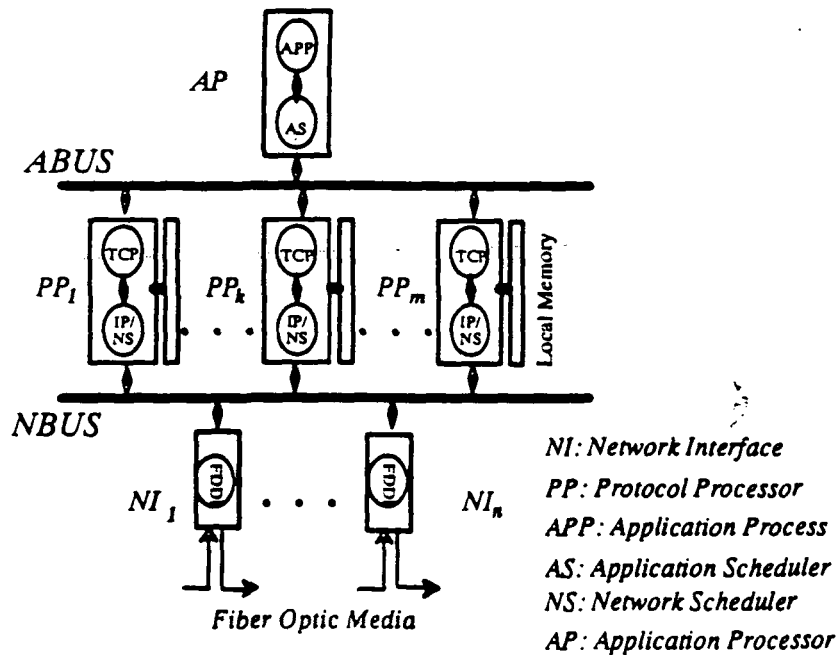 APP
AP
AS
ABUS
TCP
TCP
TCP
PP1
PPk
PPm
IP/
NS
IP/
NS
IP/
NS
Local Memory
. . .
. . .
NBUS
FDDI
FDDI
NI1
. . .
NIn
Fiber Optic Media
NI: Network Interface
PP: Protocol Processor
APP: Application Process
AS: Application Scheduler
NS: Network Scheduler
AP: Application Processor